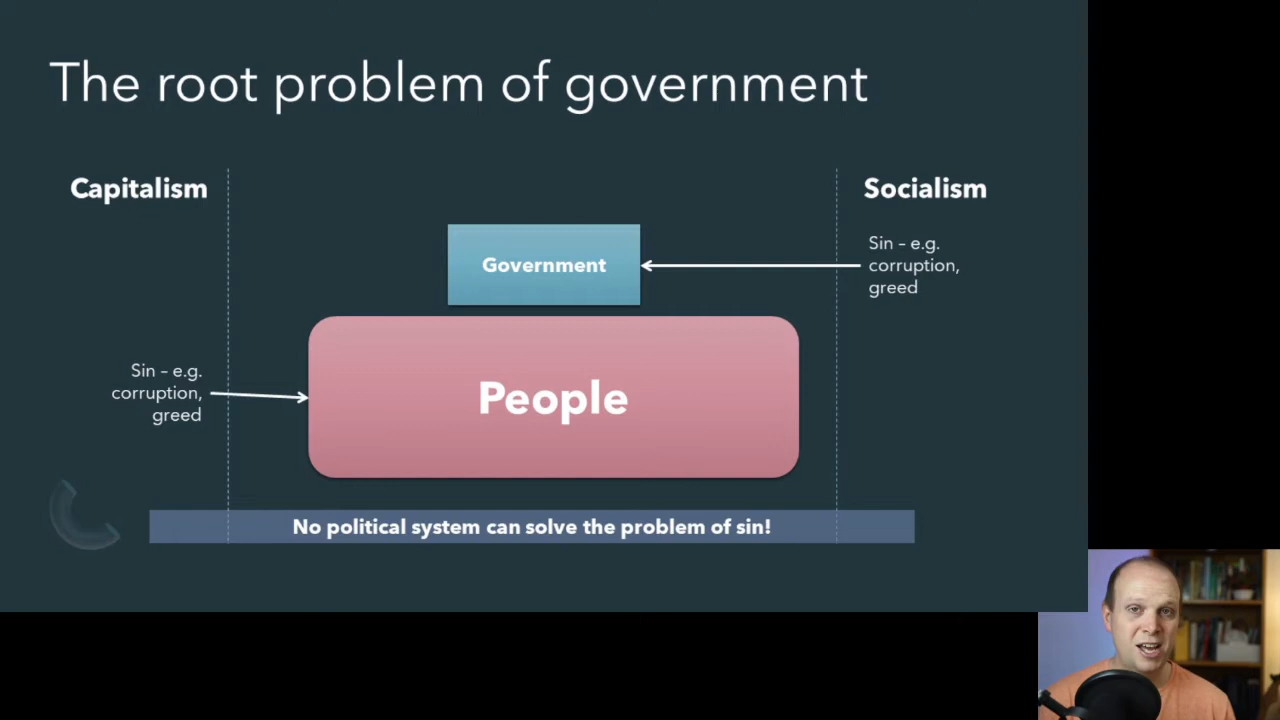 The root problem of government
Capitalism
Socialism
Sin – e.g.
corruption,
greed
Government
Sin – e.g.
corruption,
greed
People
No political system can solve the problem of sin!